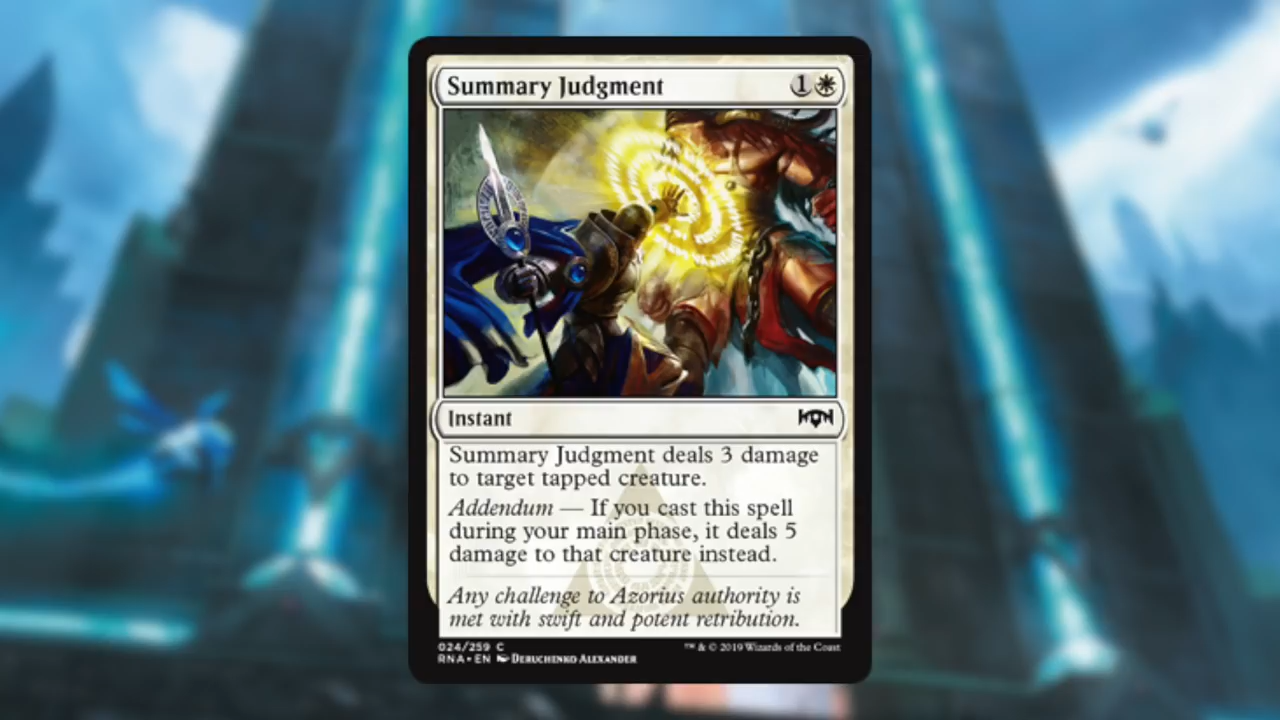 Summary Judgment 1
Instant
Summary Judgment deals 3 damage
to target tapped creature.
Addendum — If you cast this spell
during your main phase, it deals 5
damage to that creature instead.
Any challenge to Azorius authority is
met with swift and potent retribution.
024/259 C
™ & © 2019 Wizards of the Coast
RNA • EN Deruchenko Alexander